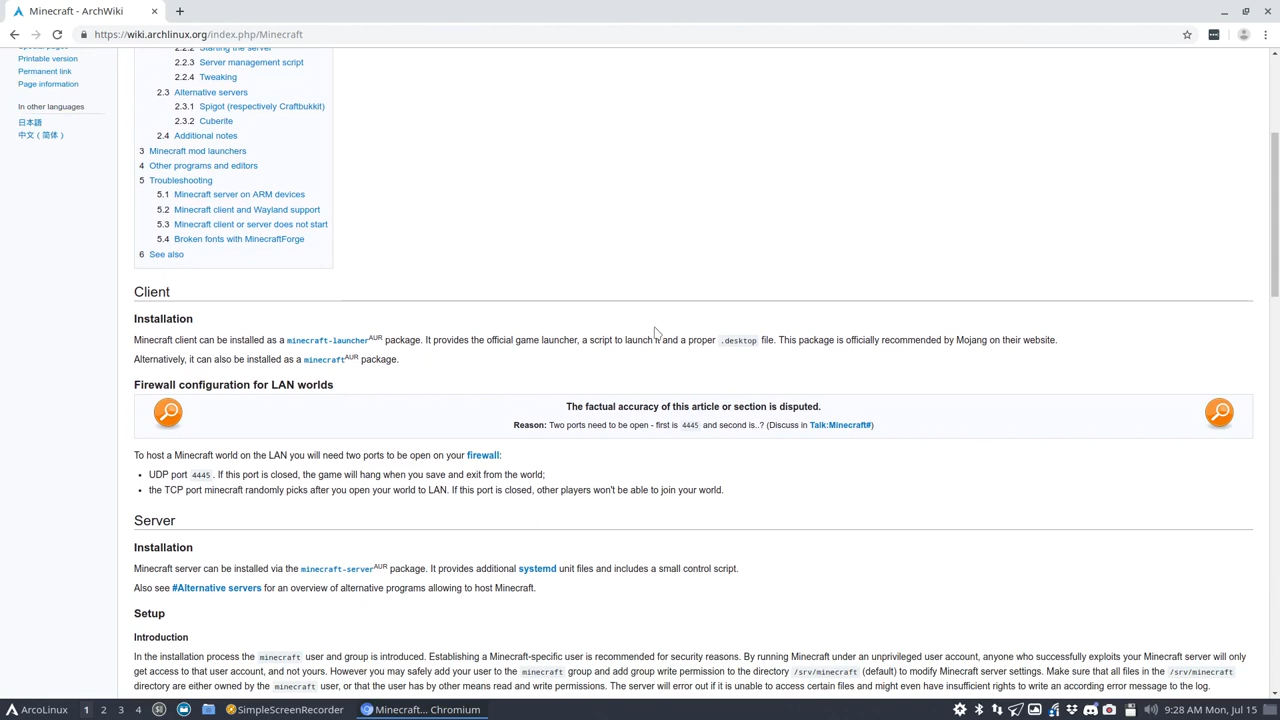 Minecraft - ArchWiki
https://wiki.archlinux.org/index.php/Minecraft
Special pages
Printable version
Permanent link
Page information
In other languages
日本語
中文（简体）
2.2.2 Starting the server
2.2.3 Server management script
2.2.4 Tweaking
2.3 Alternative servers
2.3.1 Spigot (respectively Craftbukkit)
2.3.2 Cuberite
2.4 Additional notes
3 Minecraft mod launchers
4 Other programs and editors
5 Troubleshooting
5.1 Minecraft server on ARM devices
5.2 Minecraft client and Wayland support
5.3 Minecraft client or server does not start
5.4 Broken fonts with MinecraftForge
6 See also
Client
Installation
Minecraft client can be installed as a minecraft-launcherAUR package. It provides the official game launcher, a script to launch it and a proper .desktop file. This package is officially recommended by Mojang on their website.
Alternatively, it can also be installed as a minecraftAUR package.
Firewall configuration for LAN worlds
The factual accuracy of this article or section is disputed.
Reason: Two ports need to be open - first is 4445 and second is..? (Discuss in Talk:Minecraft#)
To host a Minecraft world on the LAN you will need two ports to be open on your firewall:
• UDP port 4445. If this port is closed, the game will hang when you save and exit from the world;
• the TCP port minecraft randomly picks after you open your world to LAN. If this port is closed, other players won't be able to join your world.
Server
Installation
Minecraft server can be installed via the minecraft-serverAUR package. It provides additional systemd unit files and includes a small control script.
Also see #Alternative servers for an overview of alternative programs allowing to host Minecraft.
Setup
Introduction
In the installation process the minecraft user and group is introduced. Establishing a Minecraft-specific user is recommended for security reasons. By running Minecraft under an unprivileged user account, anyone who successfully exploits your Minecraft server will only
get access to that user account, and not yours. However you may safely add your user to the minecraft group and add group write permission to the directory /srv/minecraft (default) to modify Minecraft server settings. Make sure that all files in the /srv/minecraft
directory are either owned by the minecraft user, or that the user has by other means read and write permissions. The server will error out if it is unable to access certain files and might even have insufficient rights to write an according error message to the log.
ArcoLinux 1 2 3 4 SimpleScreenRecorder Minecraft... Chromium 9:28 AM Mon, Jul 15